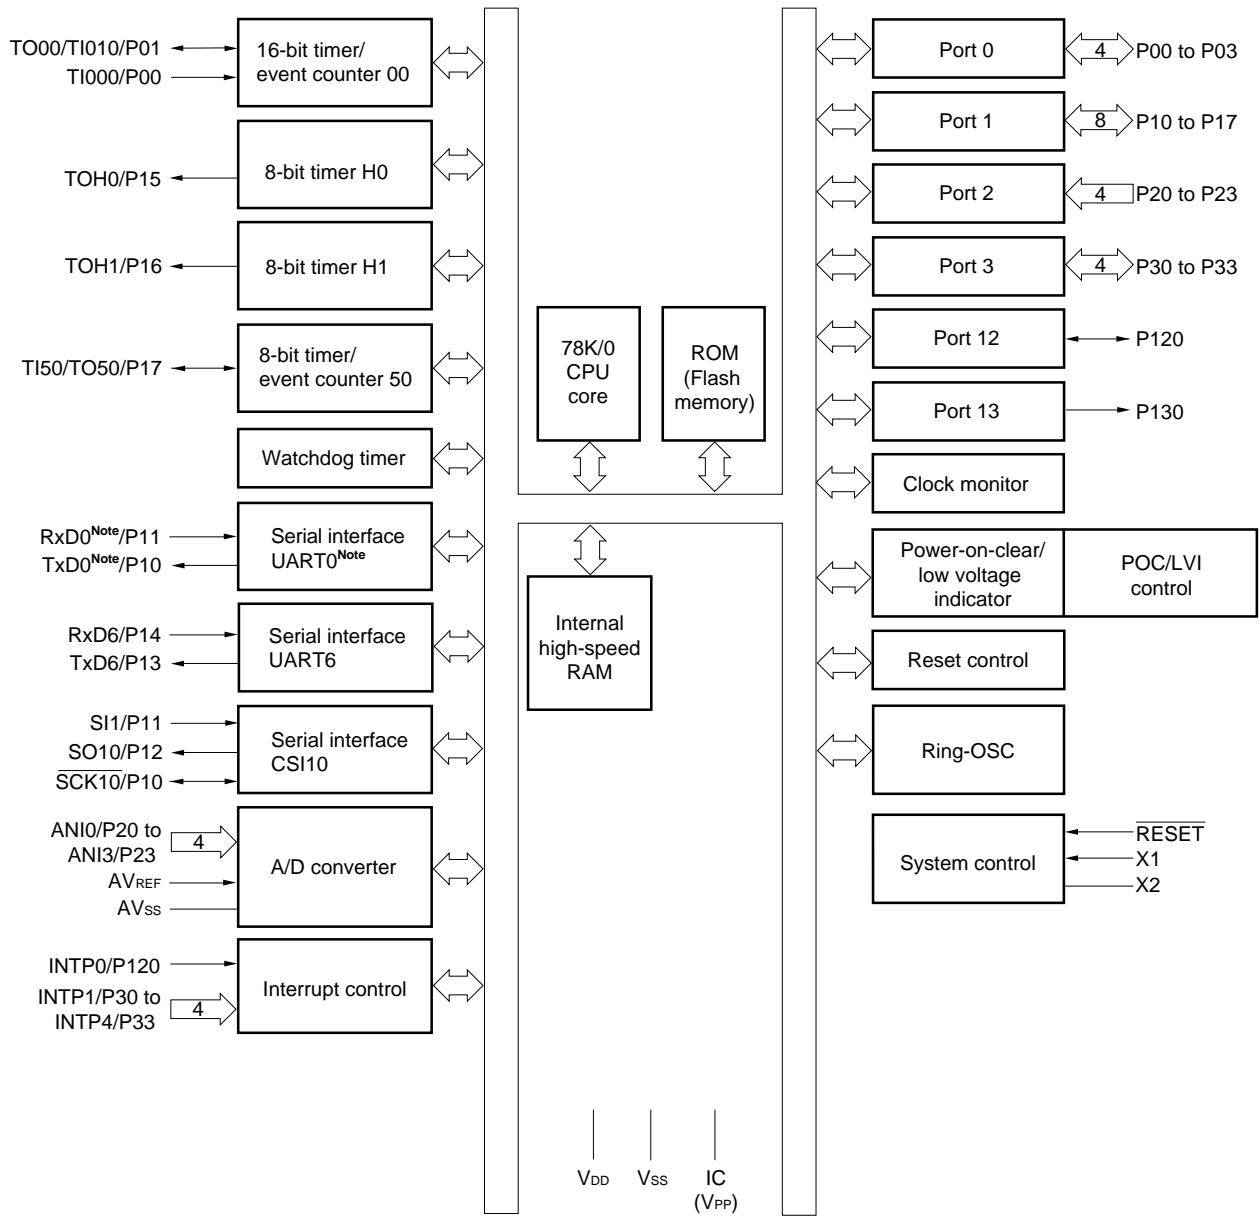 TO00/TI010/P01
TI000/P00
16-bit timer/
event counter 00
TOH0/P15
8-bit timer H0
TOH1/P16
8-bit timer H1
TI50/TO50/P17
8-bit timer/
event counter 50
Watchdog timer
RxD0Note/P11
TxD0Note/P10
Serial interface
UART0Note
RxD6/P14
TxD6/P13
Serial interface
UART6
SI1/P11
SO10/P12
SCK10/P10
Serial interface
CSI10
ANI0/P20 to
ANI3/P23
4
AVREF
AVSS
A/D converter
INTP0/P120
INTP1/P30 to
INTP4/P33
4
Interrupt control
78K/0
CPU
core
ROM
(Flash
memory)
Internal
high-speed
RAM
VDD
VSS
IC
(VPP)
Port 0
4
P00 to P03
Port 1
8
P10 to P17
Port 2
4
P20 to P23
Port 3
4
P30 to P33
Port 12
P120
Port 13
P130
Clock monitor
Power-on-clear/
low voltage
indicator
POC/LVI
control
Reset control
Ring-OSC
System control
RESET
X1
X2